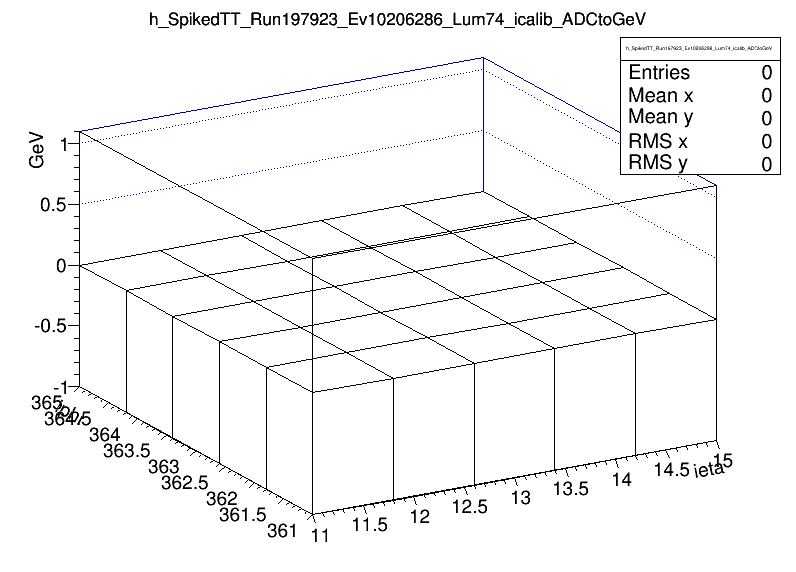 h_SpikedTT_Run197923_Ev10206286_Lum74_icalib_ADCtoGeV
h_SpikedTT_Run197923_Ev10206286_Lum74_icalib_ADCtoGeV
Entries 0
Mean x 0
Mean y 0
RMS x 0
RMS y 0
GeV
1
0.5
0
-0.5
-1
365
364.5
364
363.5
363
362.5
362
361.5
361
11
11.5
12
12.5
13
13.5
14
14.5
15
ieta